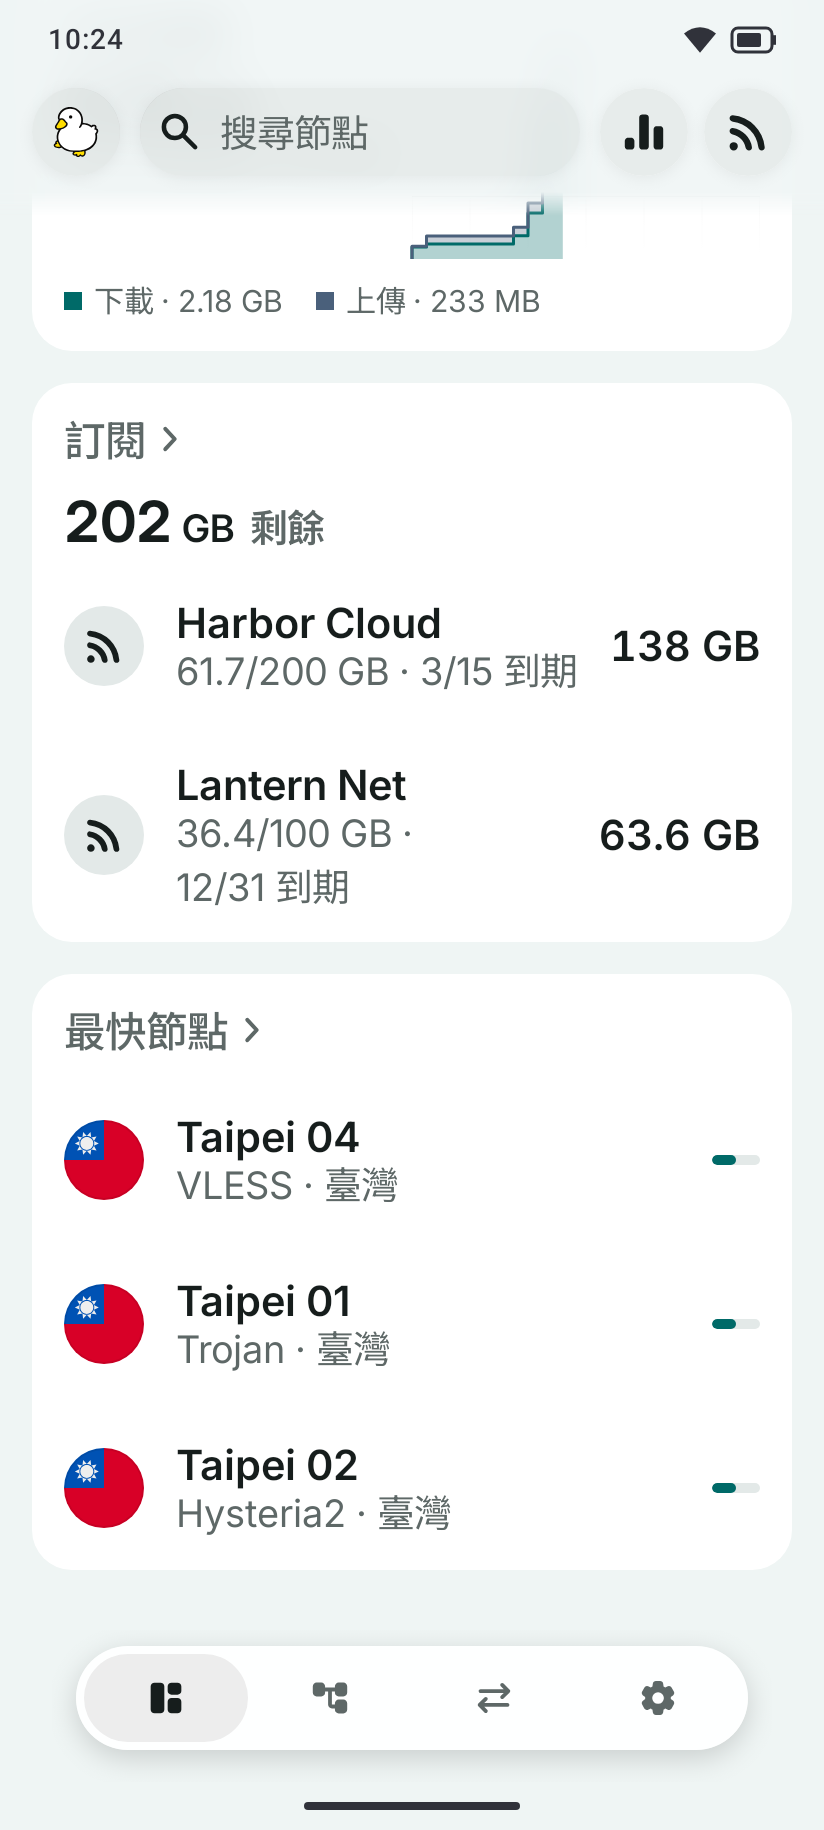 10:24
搜尋節點
下載 · 2.18 GB
上傳 · 233 MB
訂閱
202 GB 剩餘
Harbor Cloud
61.7/200 GB · 3/15 到期
138 GB
Lantern Net
36.4/100 GB ·
12/31 到期
63.6 GB
最快節點
Taipei 04
VLESS · 臺灣
Taipei 01
Trojan · 臺灣
Taipei 02
Hysteria2 · 臺灣